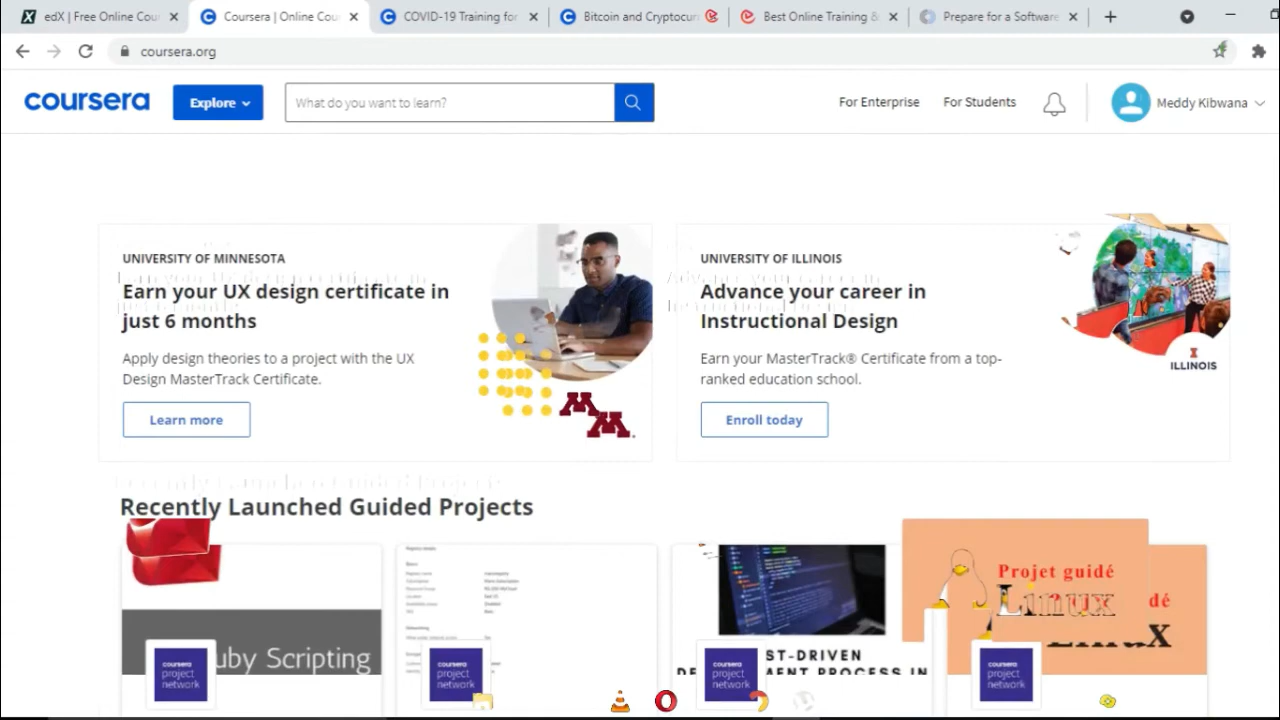 edX | Free Online Cou
Coursera | Online Cou
COVID-19 Training for
Bitcoin and Cryptocurr
Best Online Training &
Prepare for a Software
coursera.org
coursera
Explore
What do you want to learn?
For Enterprise
For Students
Meddy Kibwana
UNIVERSITY OF MINNESOTA
Earn your UX design certificate in
just 6 months
Apply design theories to a project with the UX
Design MasterTrack Certificate.
Learn more
UNIVERSITY OF ILLINOIS
Advance your career in
Instructional Design
Earn your MasterTrack® Certificate from a top-
ranked education school.
Enroll today
ILLINOIS
Recently Launched Guided Projects
uby Scripting
coursera
project
network
coursera
project
network
ST-DRIVEN
MENT PROCESS IN
coursera
project
network
Projet guidé
Linux
coursera
project
network